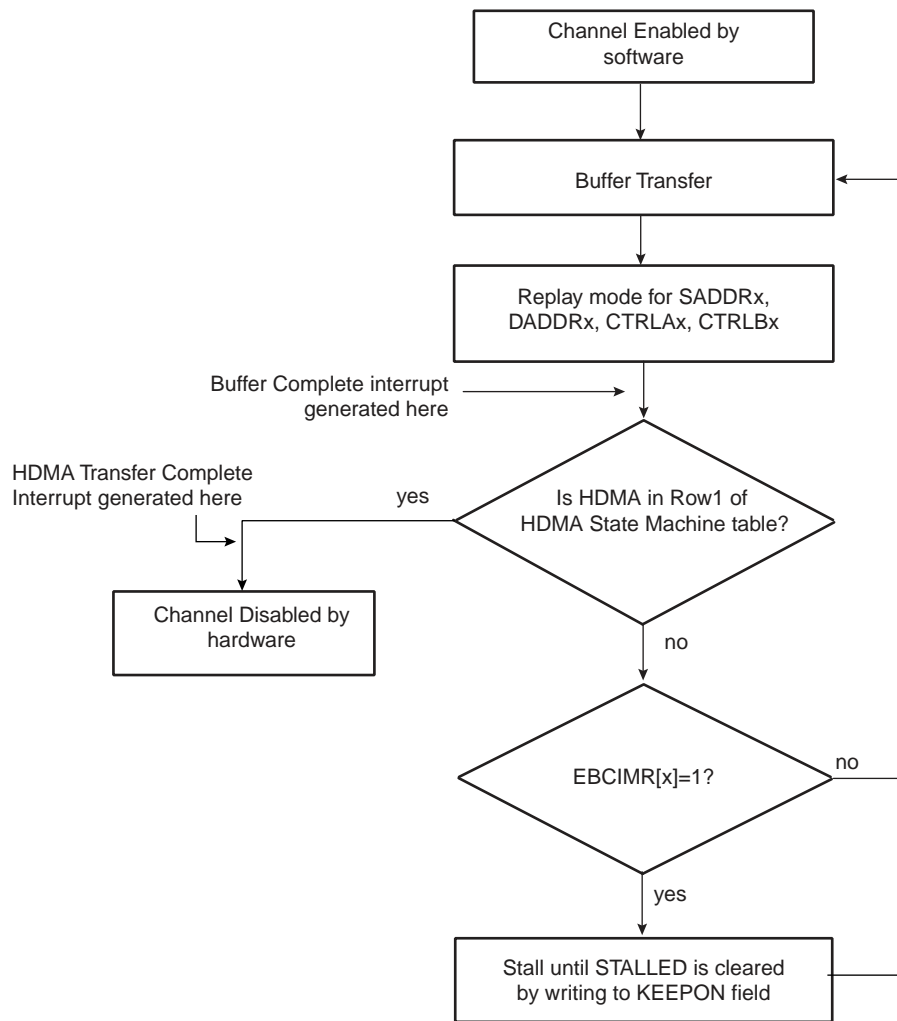 Channel Enabled by
software
Buffer Transfer
Replay mode for SADDRx,
DADDRx, CTRLAx, CTRLBx
Buffer Complete interrupt
generated here
HDMA Transfer Complete
Interrupt generated here
yes
Is HDMA in Row1 of
HDMA State Machine table?
Channel Disabled by
hardware
no
EBCIMR[x]=1?
no
yes
Stall until STALLED is cleared
by writing to KEEPON field